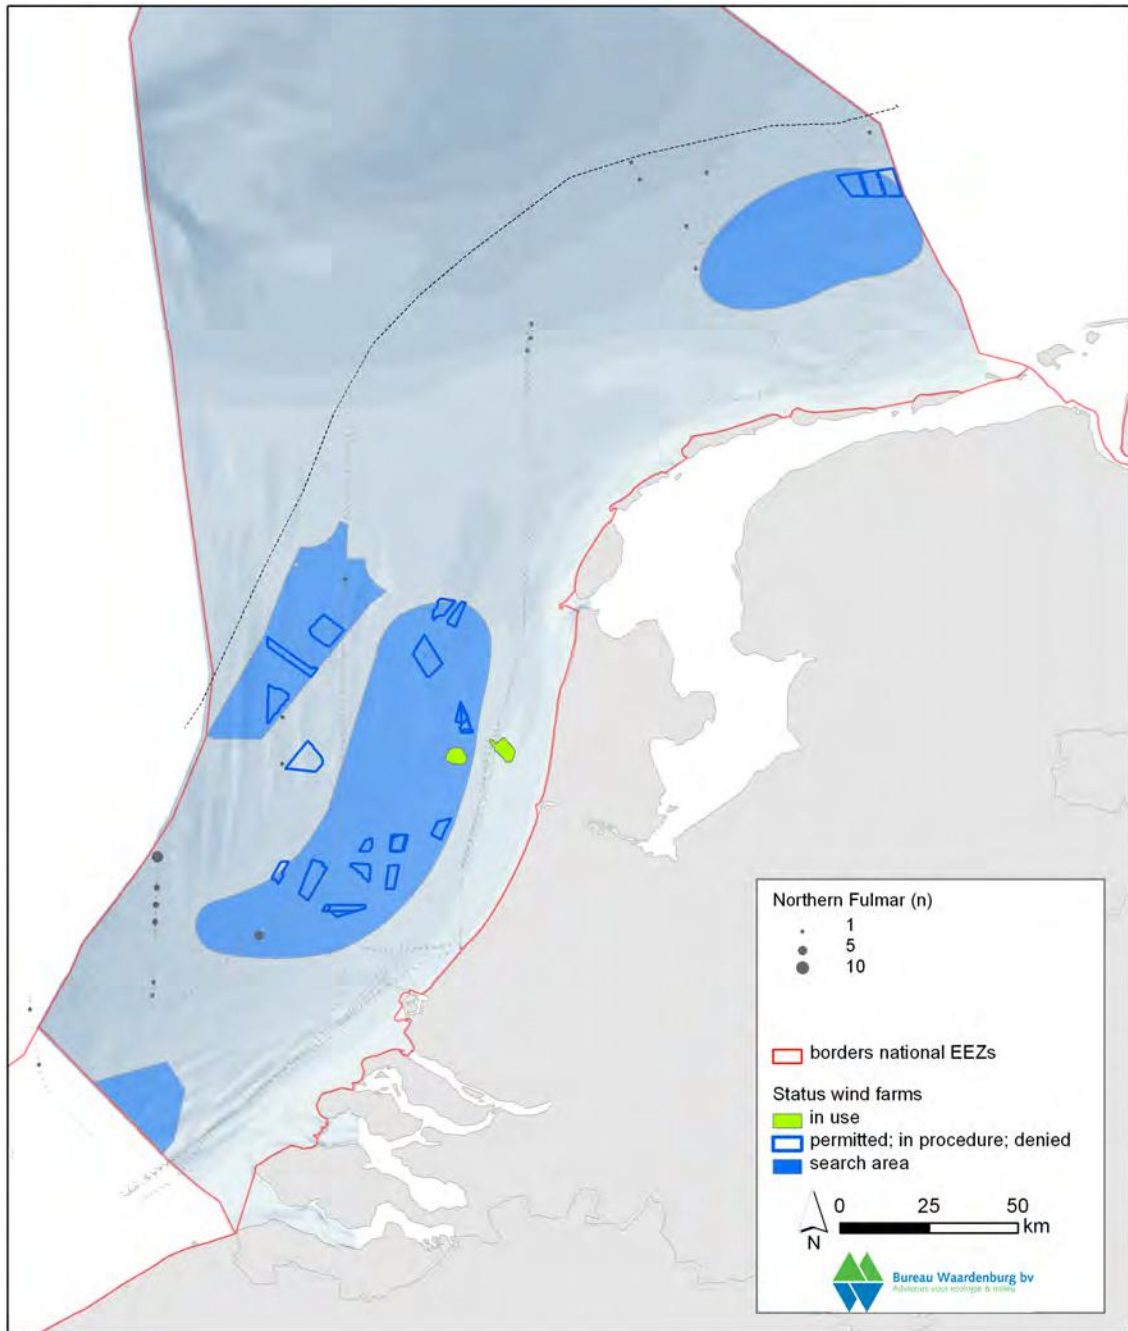 Northern Fulmar (n)
1
5
10
borders national EEZs
Status wind farms
in use
permitted; in procedure; denied
search area
0 25 50
km
N
Bureau Waardenburg bv
Adviseurs voor ecologie & milieu